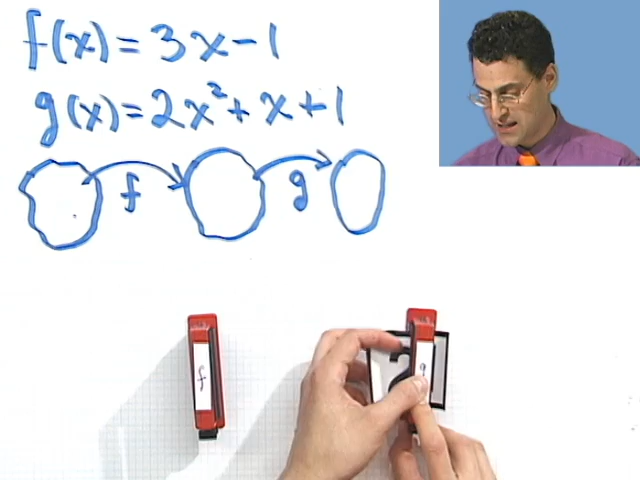 f(x) = 3x - 1
g(x) = 2x² + x + 1
f g
f 2 g